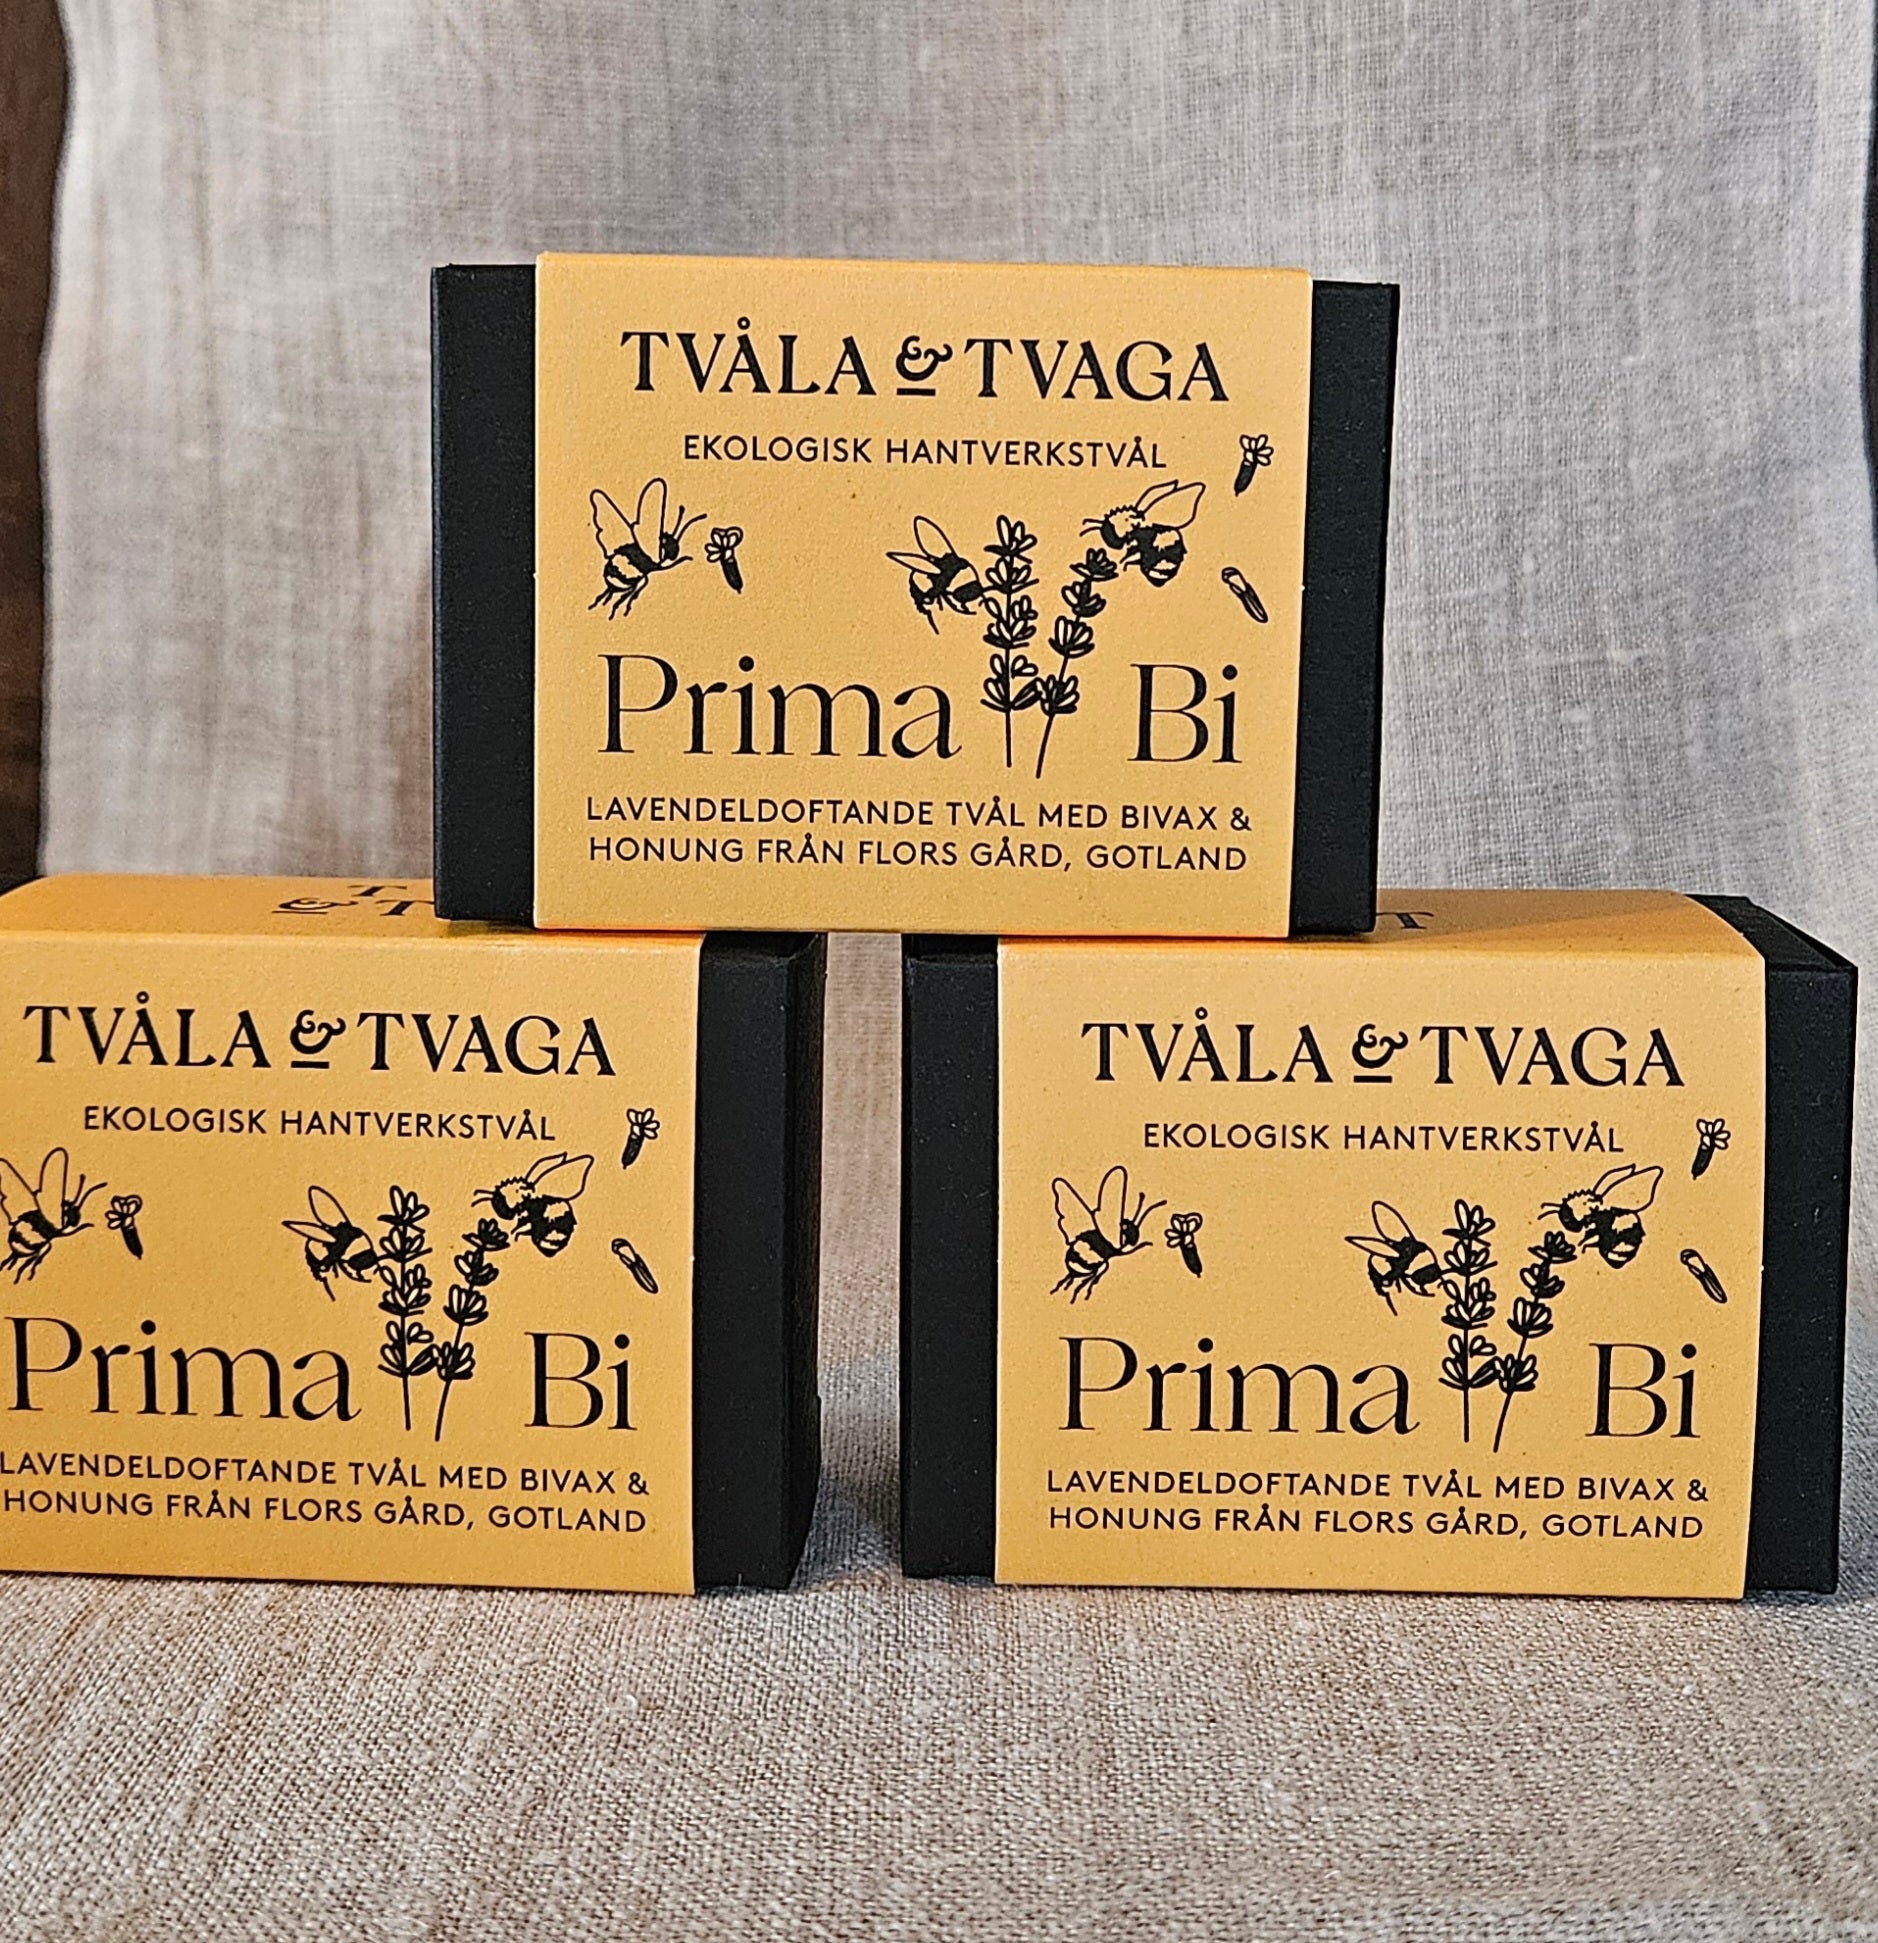 TVÅLA & TVAGA
EKOLOGISK HANTVERKSTVÅL
Prima Bi
LAVENDELDOFTANDE TVÅL MED BIVAX &
HONUNG FRÅN FLORS GÅRD, GOTLAND
TVÅLA & TVAGA
EKOLOGISK HANTVERKSTVÅL
Prima Bi
LAVENDELDOFTANDE TVÅL MED BIVAX &
HONUNG FRÅN FLORS GÅRD, GOTLAND
TVÅLA & TVAGA
EKOLOGISK HANTVERKSTVÅL
Prima Bi
LAVENDELDOFTANDE TVÅL MED BIVAX &
HONUNG FRÅN FLORS GÅRD, GOTLAND